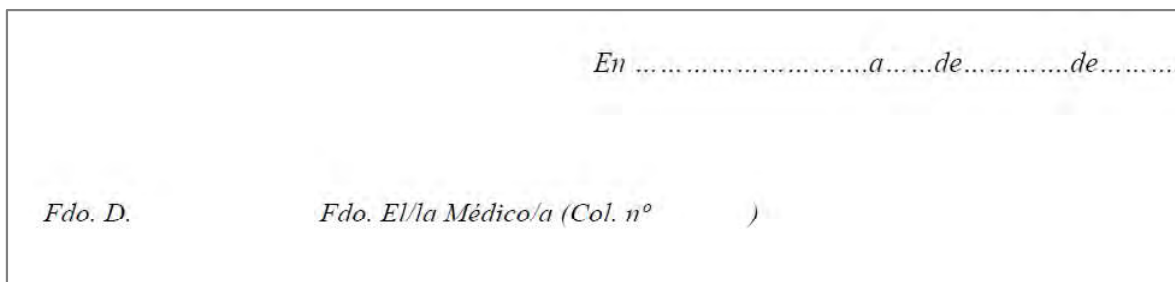 En ……………………….a……de………….de………
Fdo. D. Fdo. El/la Médico/a (Col. nº )